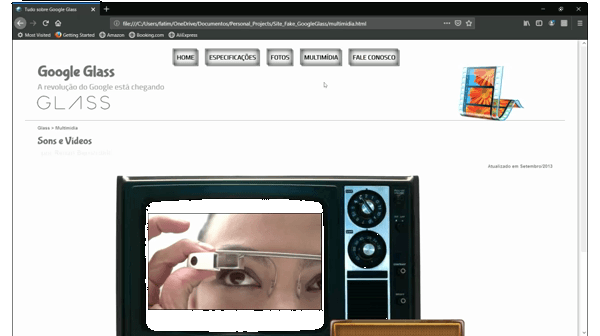 Tudo sobre Google Glass
file:///C:/Users/fatim/OneDrive/Documentos/Personal_Projects/Site_Fake_GoogleGlass/multimidia.html
Most Visited Getting Started Amazon Booking.com AliExpress
HOME ESPECIFICAÇÕES FOTOS MULTIMÍDIA FALE CONOSCO
Google Glass
A revolução do Google está chegando
GLASS
Glass > Multimídia
Sons e Vídeos
Atualizado em Setembro/2013